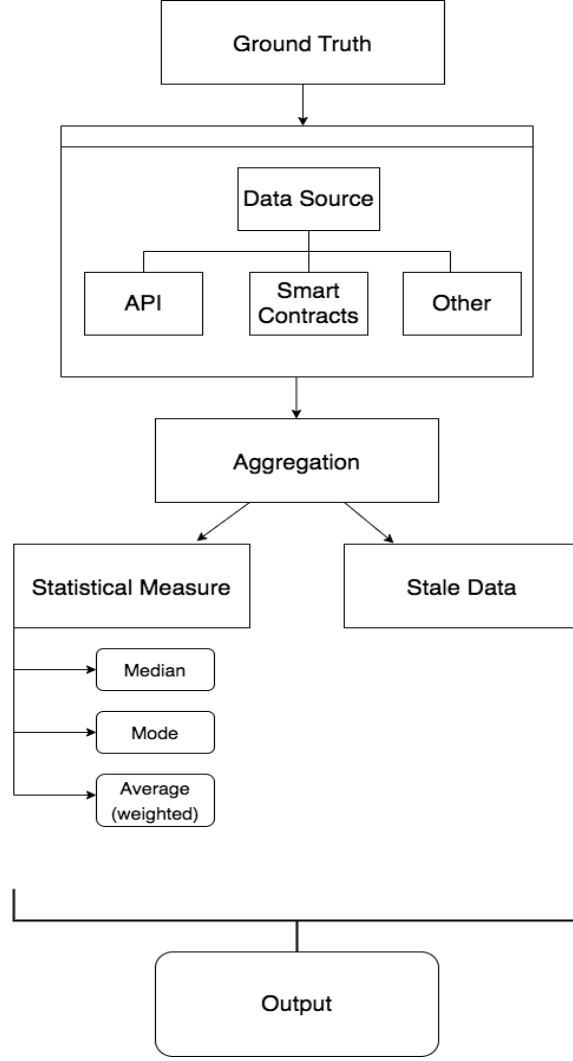 Ground Truth
Data Source
API
Smart
Contracts
Other
Aggregation
Statistical Measure
Stale Data
Median
Mode
Average
(weighted)
Output